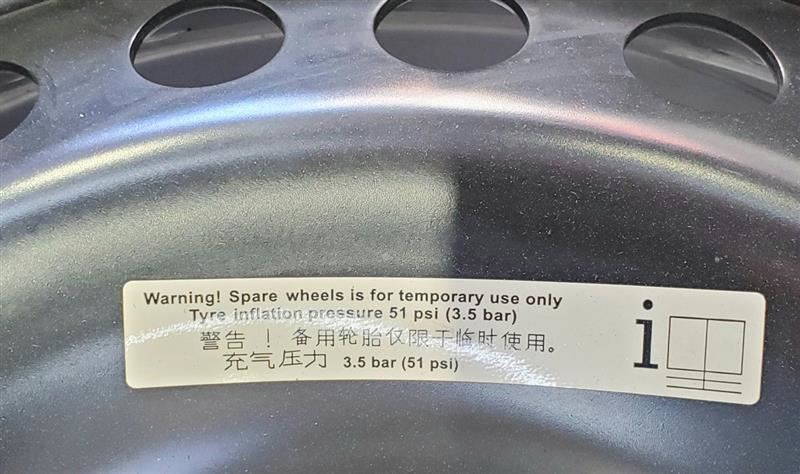 Warning! Spare wheels is for temporary use only
Tyre inflation pressure 51 psi (3.5 bar)
警告！ 备用轮胎仅限于临时使用。
充气压力 3.5 bar (51 psi)
i